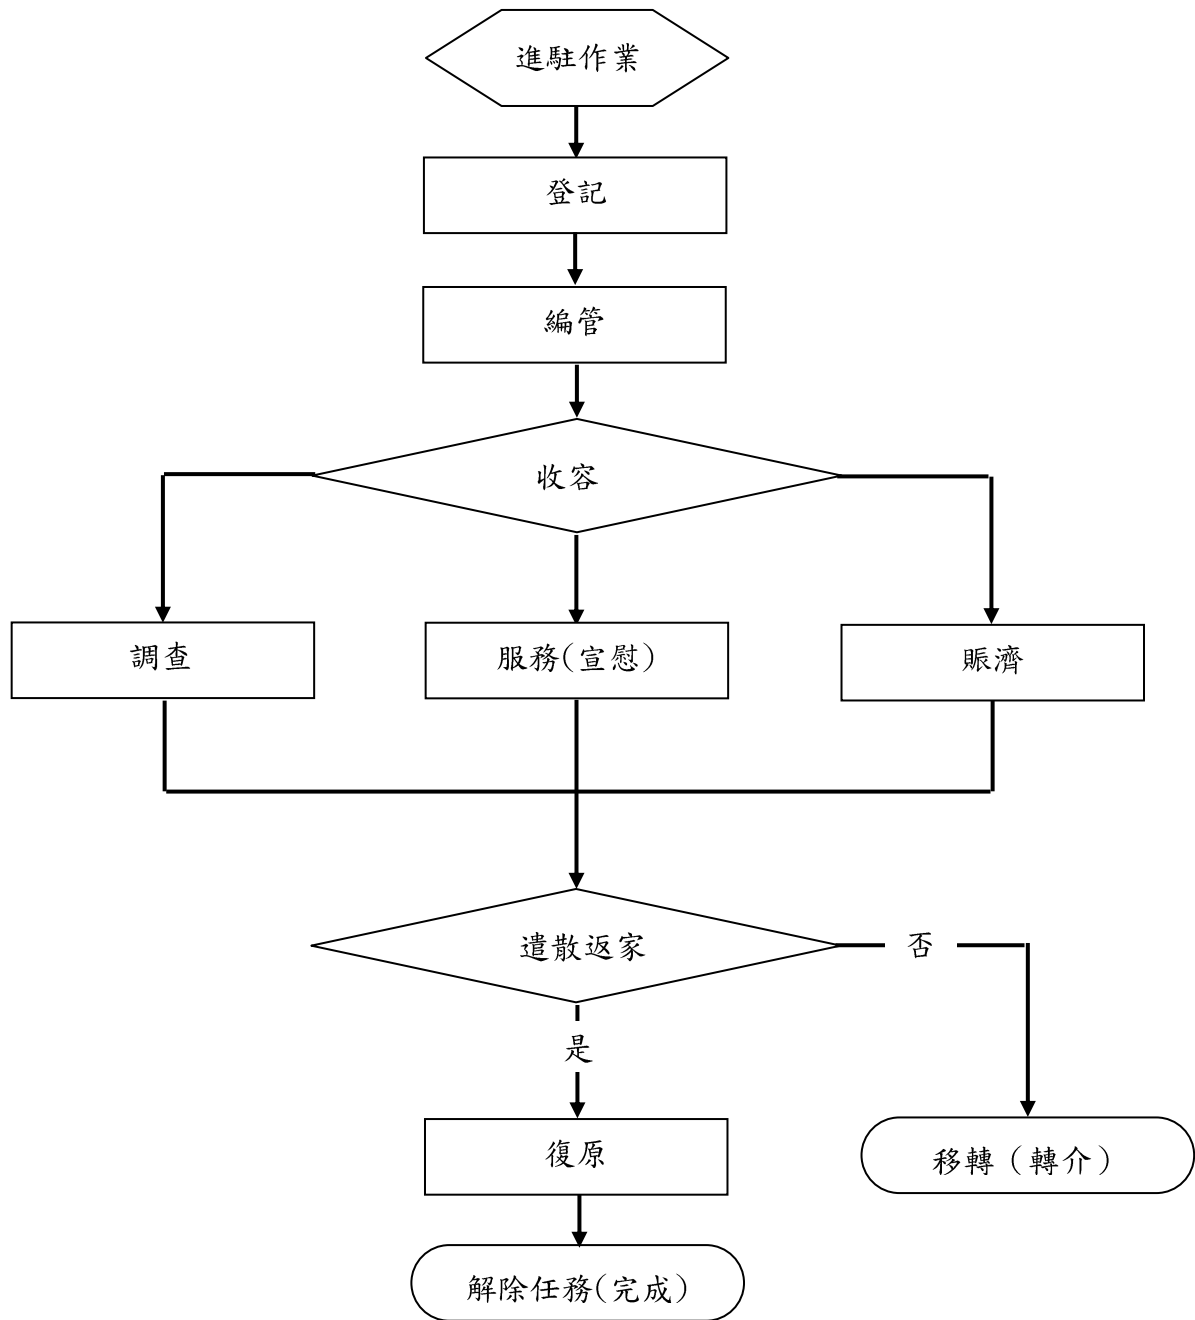 進駐作業
登記
編管
收容
調查
服務(宣慰)
賑濟
遣散返家
否
是
復原
移轉（轉介）
解除任務(完成)